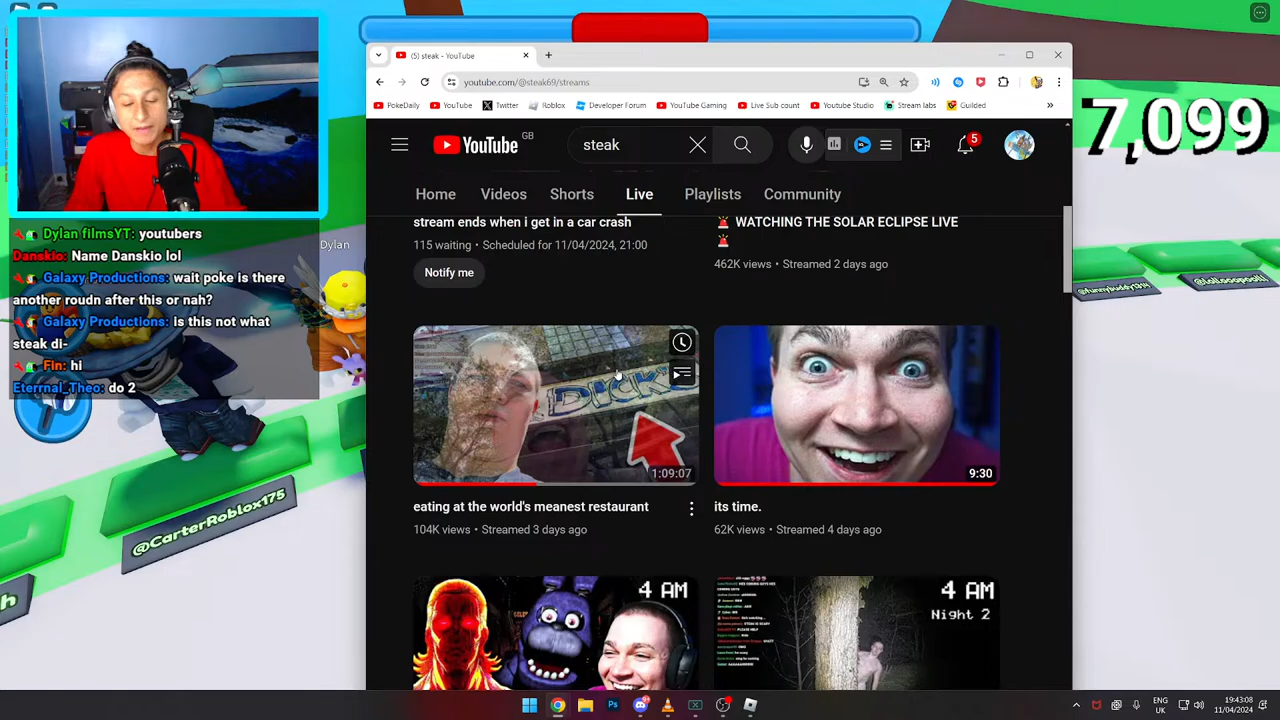 (5) steak - YouTube
youtube.com/@steak69/streams
PokeDaily
YouTube
Twitter
Roblox
Developer Forum
YouTube Gaming
Live Sub count
Youtube Studio
Stream labs
Guilded
7,099
YouTube GB
steak
5
Home Videos Shorts Live Playlists Community
stream ends when i get in a car crash
115 waiting • Scheduled for 11/04/2024, 21:00
Notify me
WATCHING THE SOLAR ECLIPSE LIVE
462K views • Streamed 2 days ago
Dylan filmsYT: youtubers
Danskio: Name Danskio lol
Galaxy Productions: wait poke is there
another roudn after this or nah?
Galaxy Productions: is this not what
steak di-
Fin: hi
Eterrnal_Theo: do 2
Dylan
DICK'S
1:09:07
9:30
eating at the world's meanest restaurant
104K views • Streamed 3 days ago
its time.
62K views • Streamed 4 days ago
4 AM
4 AM
Night 2
@CarterRoblox175
ENG
UK
19:43:08
11/04/2024